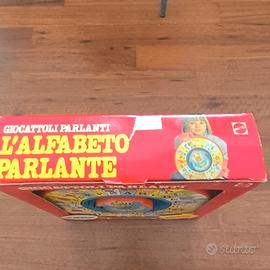 GIOCATTOLI PARLANTI
L'ALFABETO
PARLANTE
GIOCATTOLI PARLANTI
Subito